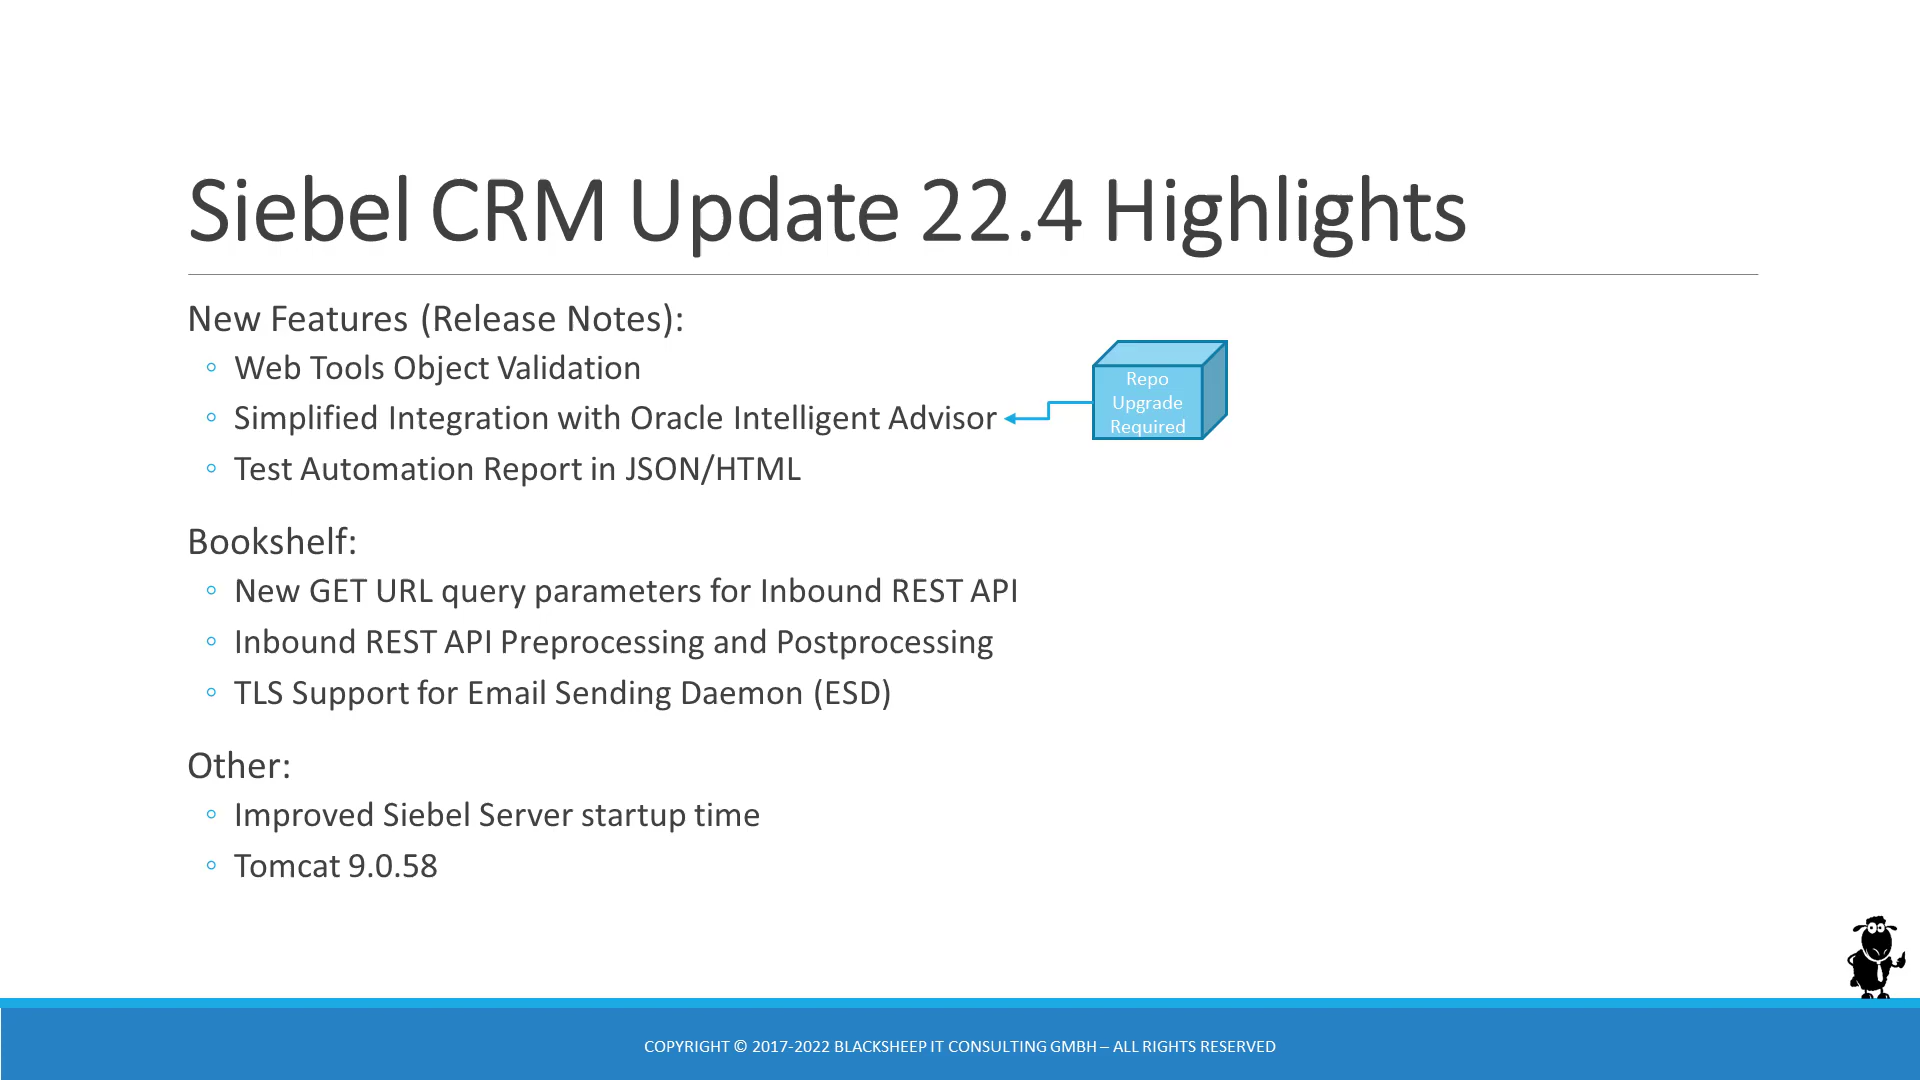 Siebel CRM Update 22.4 Highlights
New Features (Release Notes):
Web Tools Object Validation
Simplified Integration with Oracle Intelligent Advisor
Repo
Upgrade
Required
Test Automation Report in JSON/HTML
Bookshelf:
New GET URL query parameters for Inbound REST API
Inbound REST API Preprocessing and Postprocessing
TLS Support for Email Sending Daemon (ESD)
Other:
Improved Siebel Server startup time
Tomcat 9.0.58
COPYRIGHT © 2017-2022 BLACKSHEEP IT CONSULTING GMBH – ALL RIGHTS RESERVED